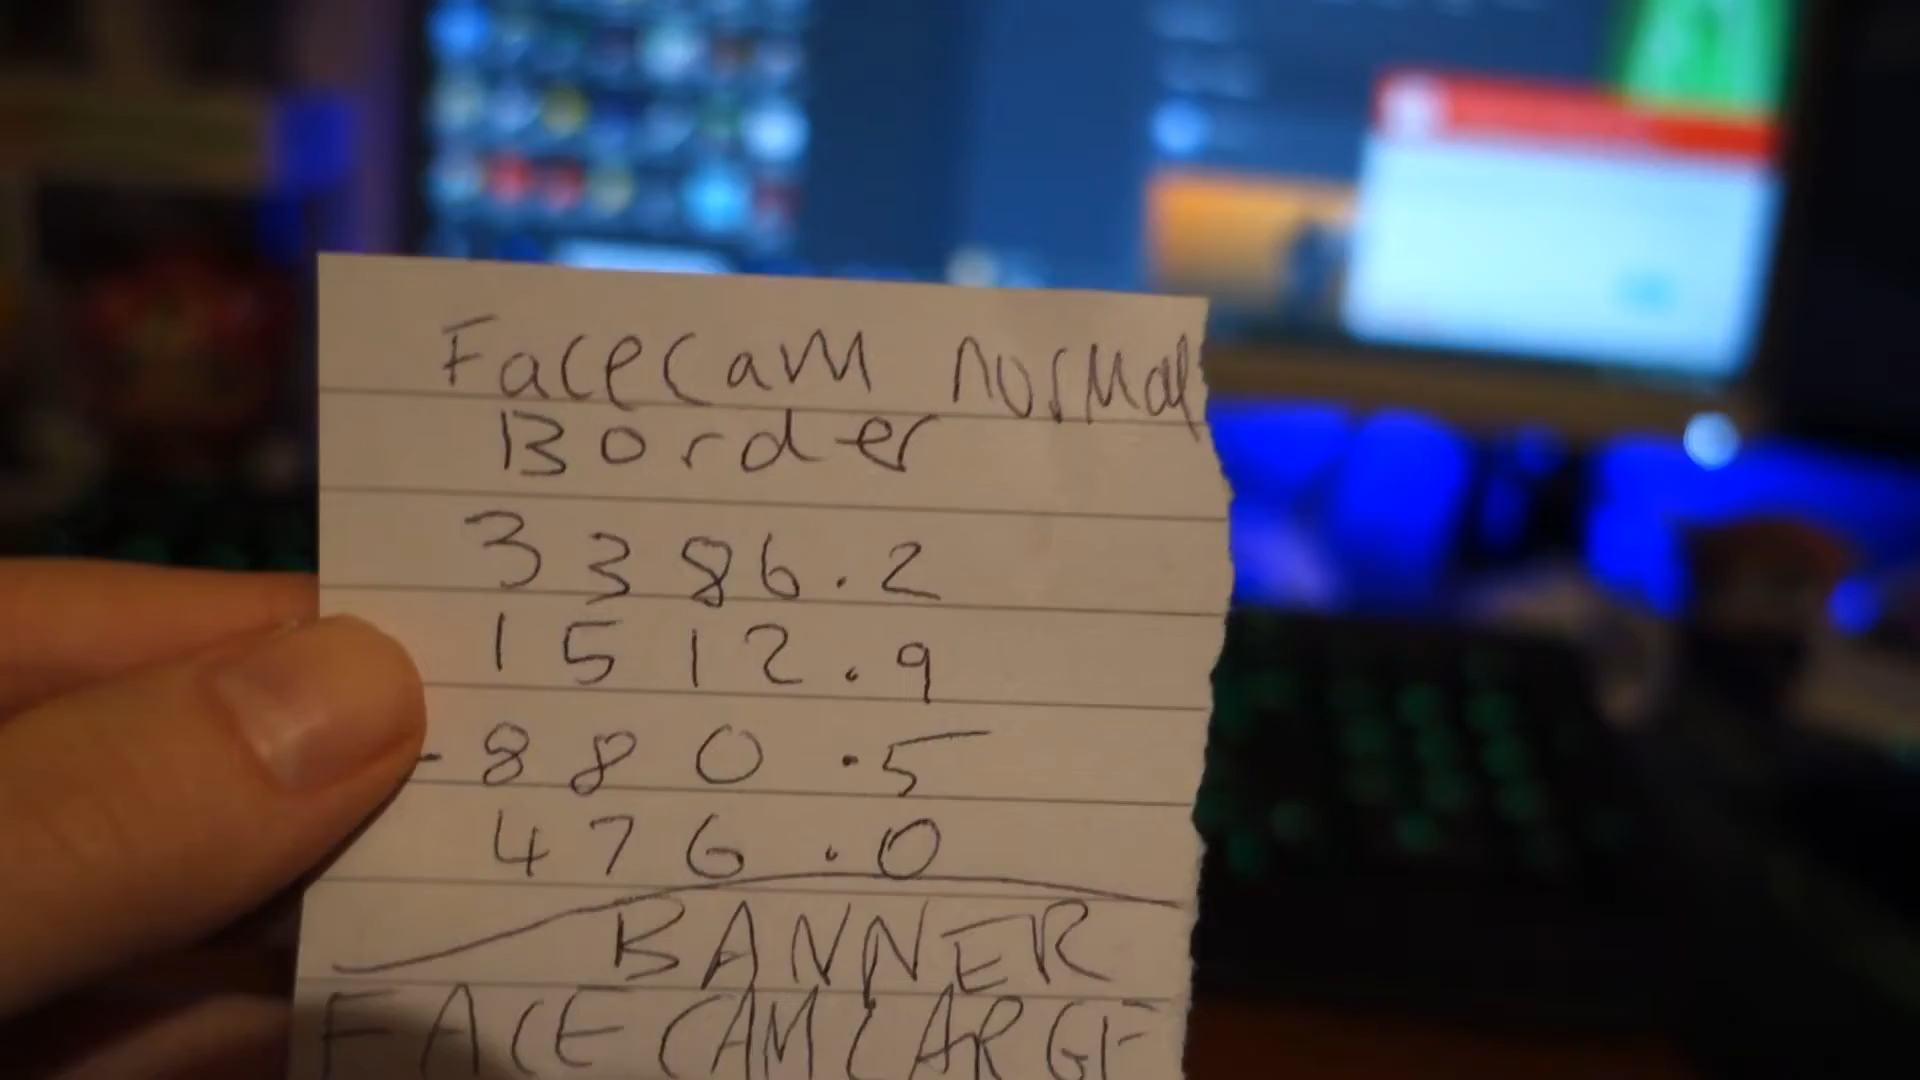 Facecam normal
Border
3386.2
1512.9
-880.5
476.0
BANNER
FACECAM LARGE